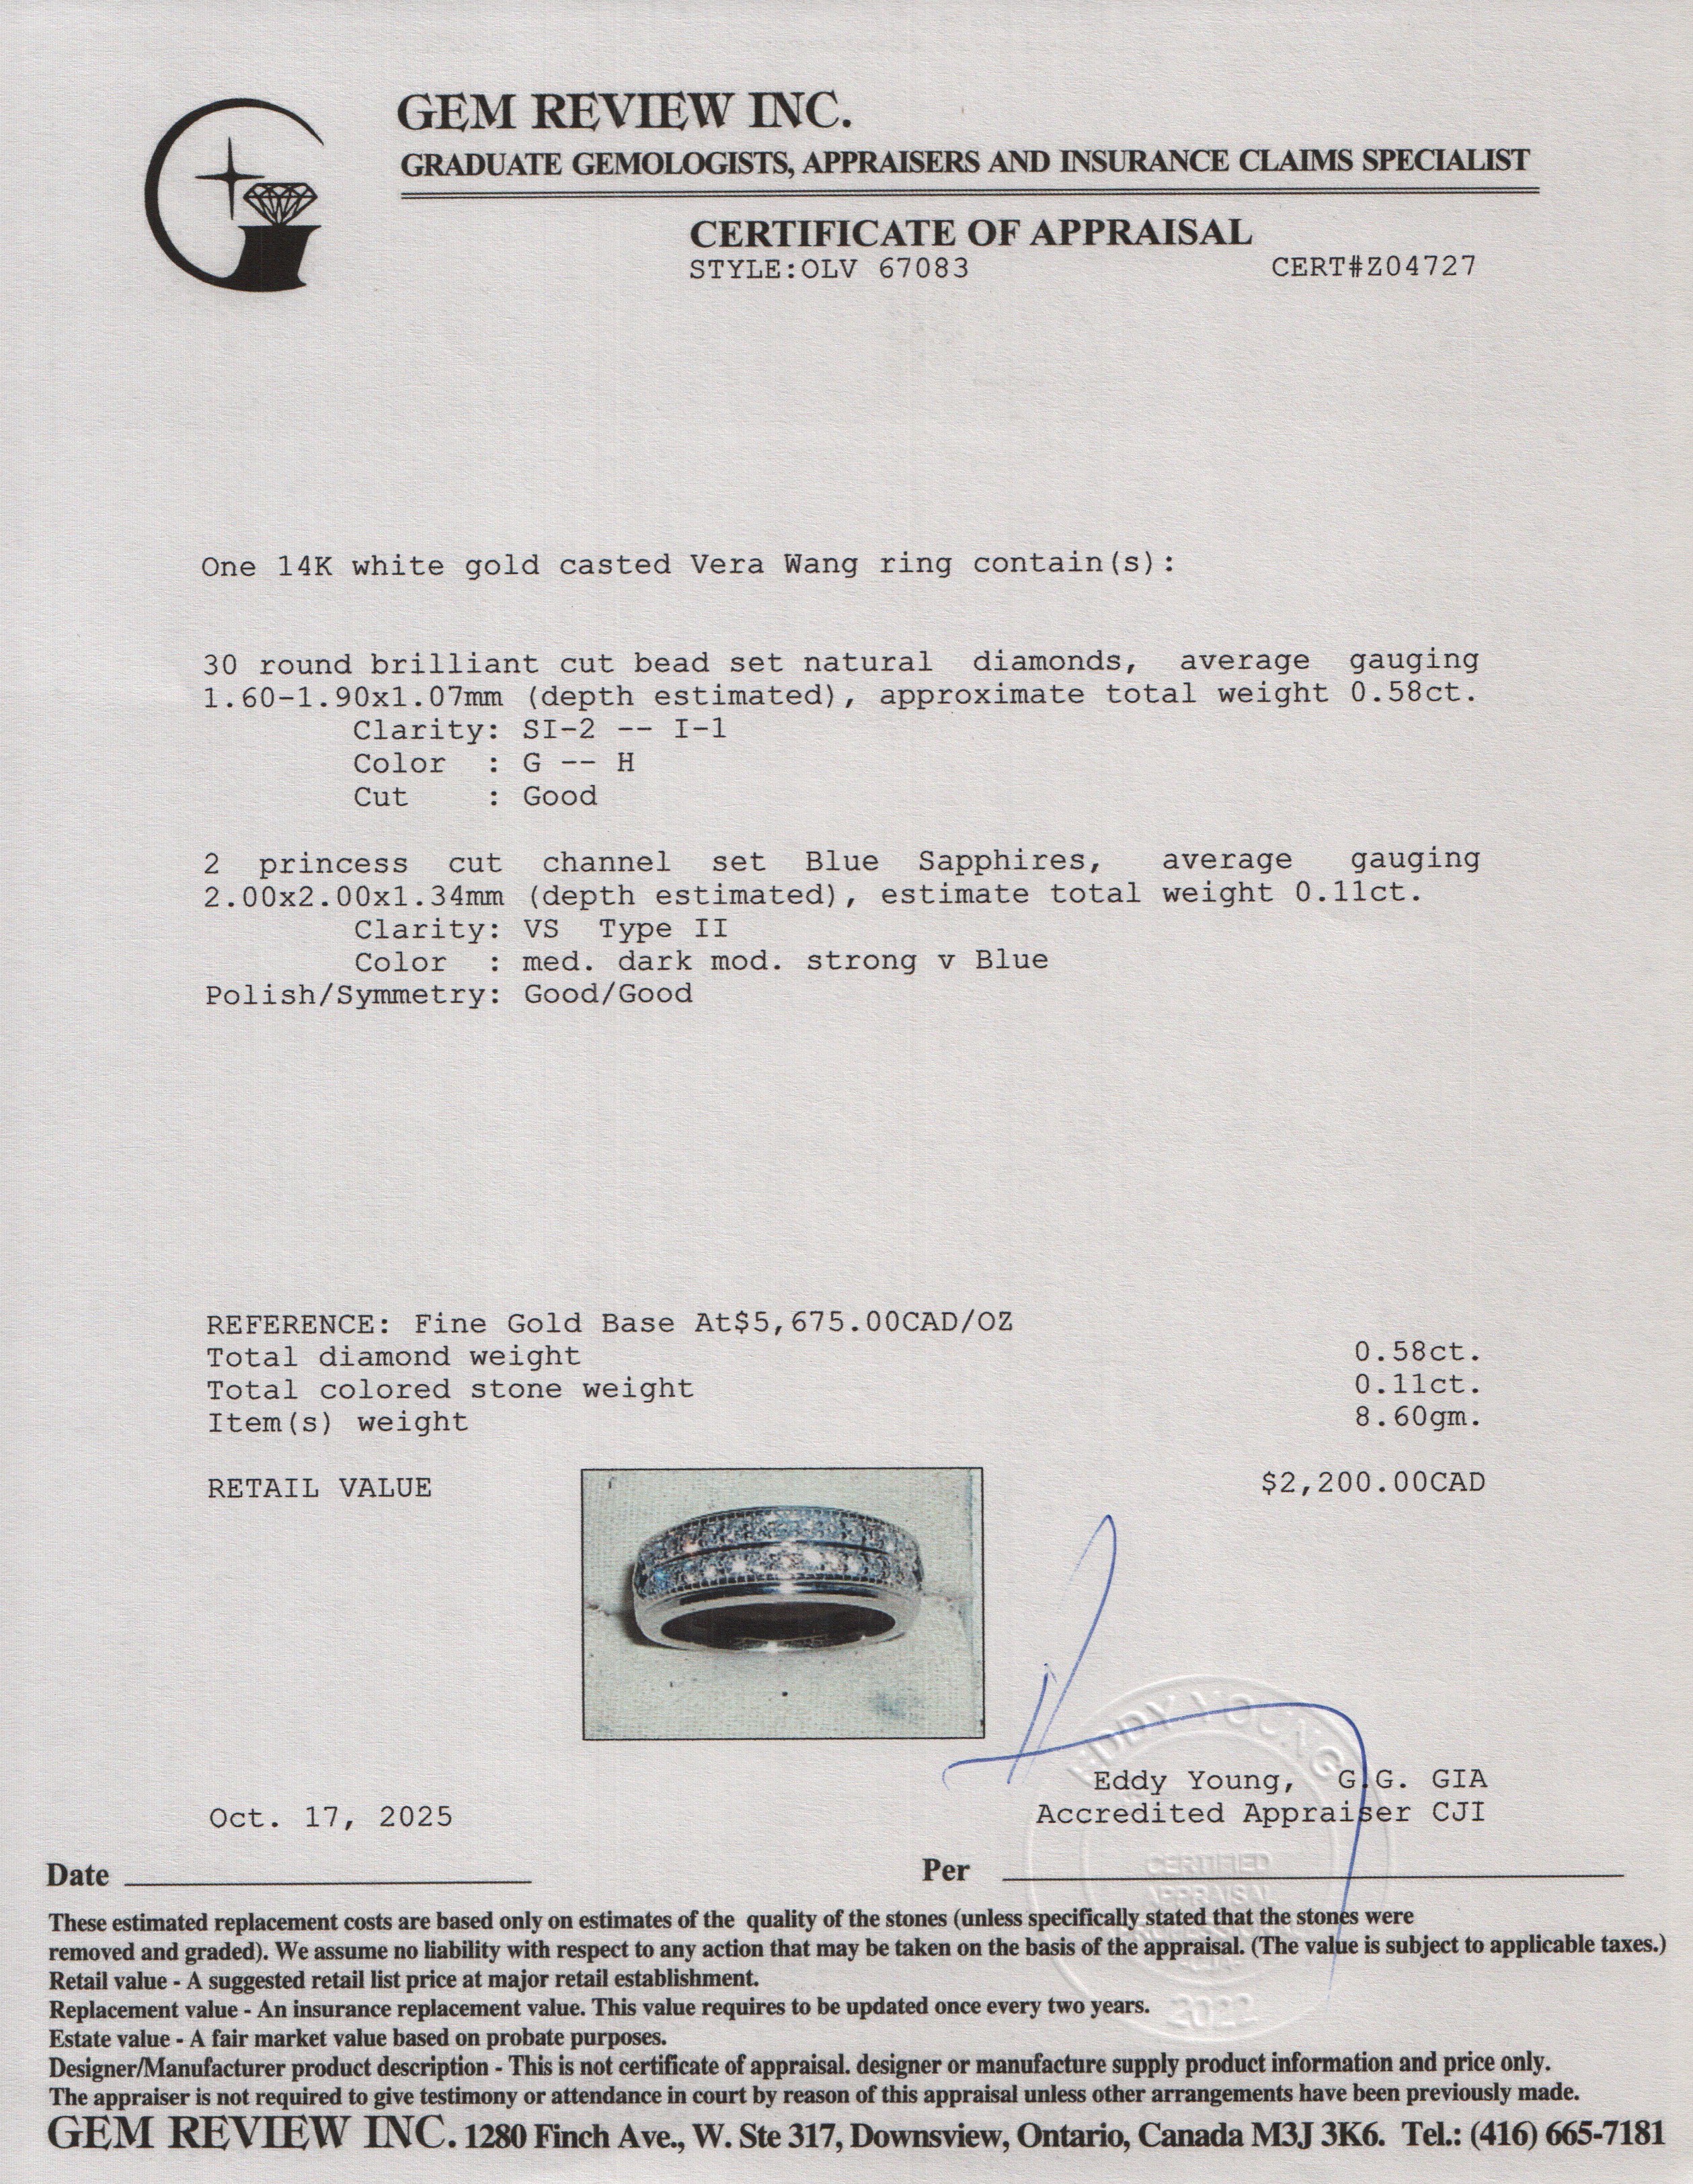 GEM REVIEW INC.
GRADUATE GEMOLOGISTS, APPRAISERS AND INSURANCE CLAIMS SPECIALIST
CERTIFICATE OF APPRAISAL
STYLE:OLV 67083 CERT#Z04727
One 14K white gold casted Vera Wang ring contain(s):
30 round brilliant cut bead set natural diamonds, average gauging
1.60-1.90x1.07mm (depth estimated), approximate total weight 0.58ct.
Clarity: SI-2 -- I-1
Color : G -- H
Cut : Good
2 princess cut channel set Blue Sapphires, average gauging
2.00x2.00x1.34mm (depth estimated), estimate total weight 0.11ct.
Clarity: VS Type II
Color : med. dark mod. strong v Blue
Polish/Symmetry: Good/Good
REFERENCE: Fine Gold Base At$5,675.00CAD/OZ
Total diamond weight 0.58ct.
Total colored stone weight 0.11ct.
Item(s) weight 8.60gm.
RETAIL VALUE $2,200.00CAD
EDDY YOUNG
Eddy Young, G.G. GIA
Oct. 17, 2025 Accredited Appraiser CJI
CERTIFIED
APPRAISAL
Date Per
These estimated replacement costs are based only on estimates of the quality of the stones (unless specifically stated that the stones were
removed and graded). We assume no liability with respect to any action that may be taken on the basis of the appraisal. (The value is subject to applicable taxes.)
Retail value - A suggested retail list price at major retail establishment.
Replacement value - An insurance replacement value. This value requires to be updated once every two years.
2022
Estate value - A fair market value based on probate purposes.
Designer/Manufacturer product description - This is not certificate of appraisal. designer or manufacture supply product information and price only.
The appraiser is not required to give testimony or attendance in court by reason of this appraisal unless other arrangements have been previously made.
GEM REVIEW INC. 1280 Finch Ave., W. Ste 317, Downsview, Ontario, Canada M3J 3K6. Tel.: (416) 665-7181